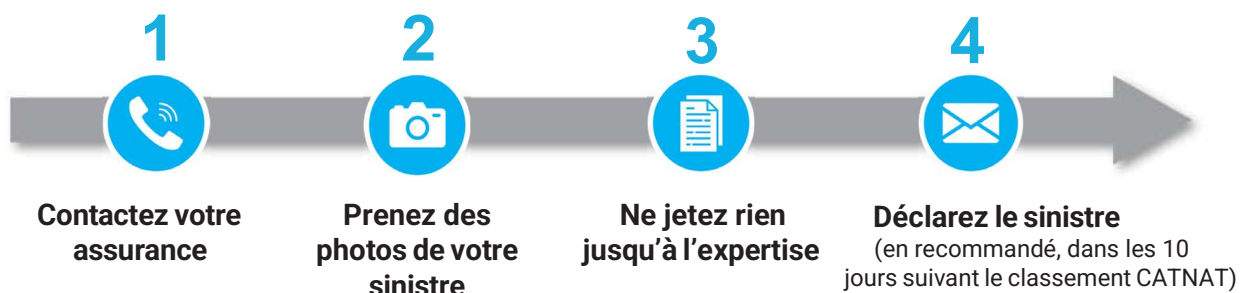 1
2
3
4
Contactez votre
assurance
Prenez des
photos de votre
sinistre
Ne jetez rien
jusqu’à l’expertise
Déclarez le sinistre
(en recommandé, dans les 10
jours suivant le classement CATNAT)